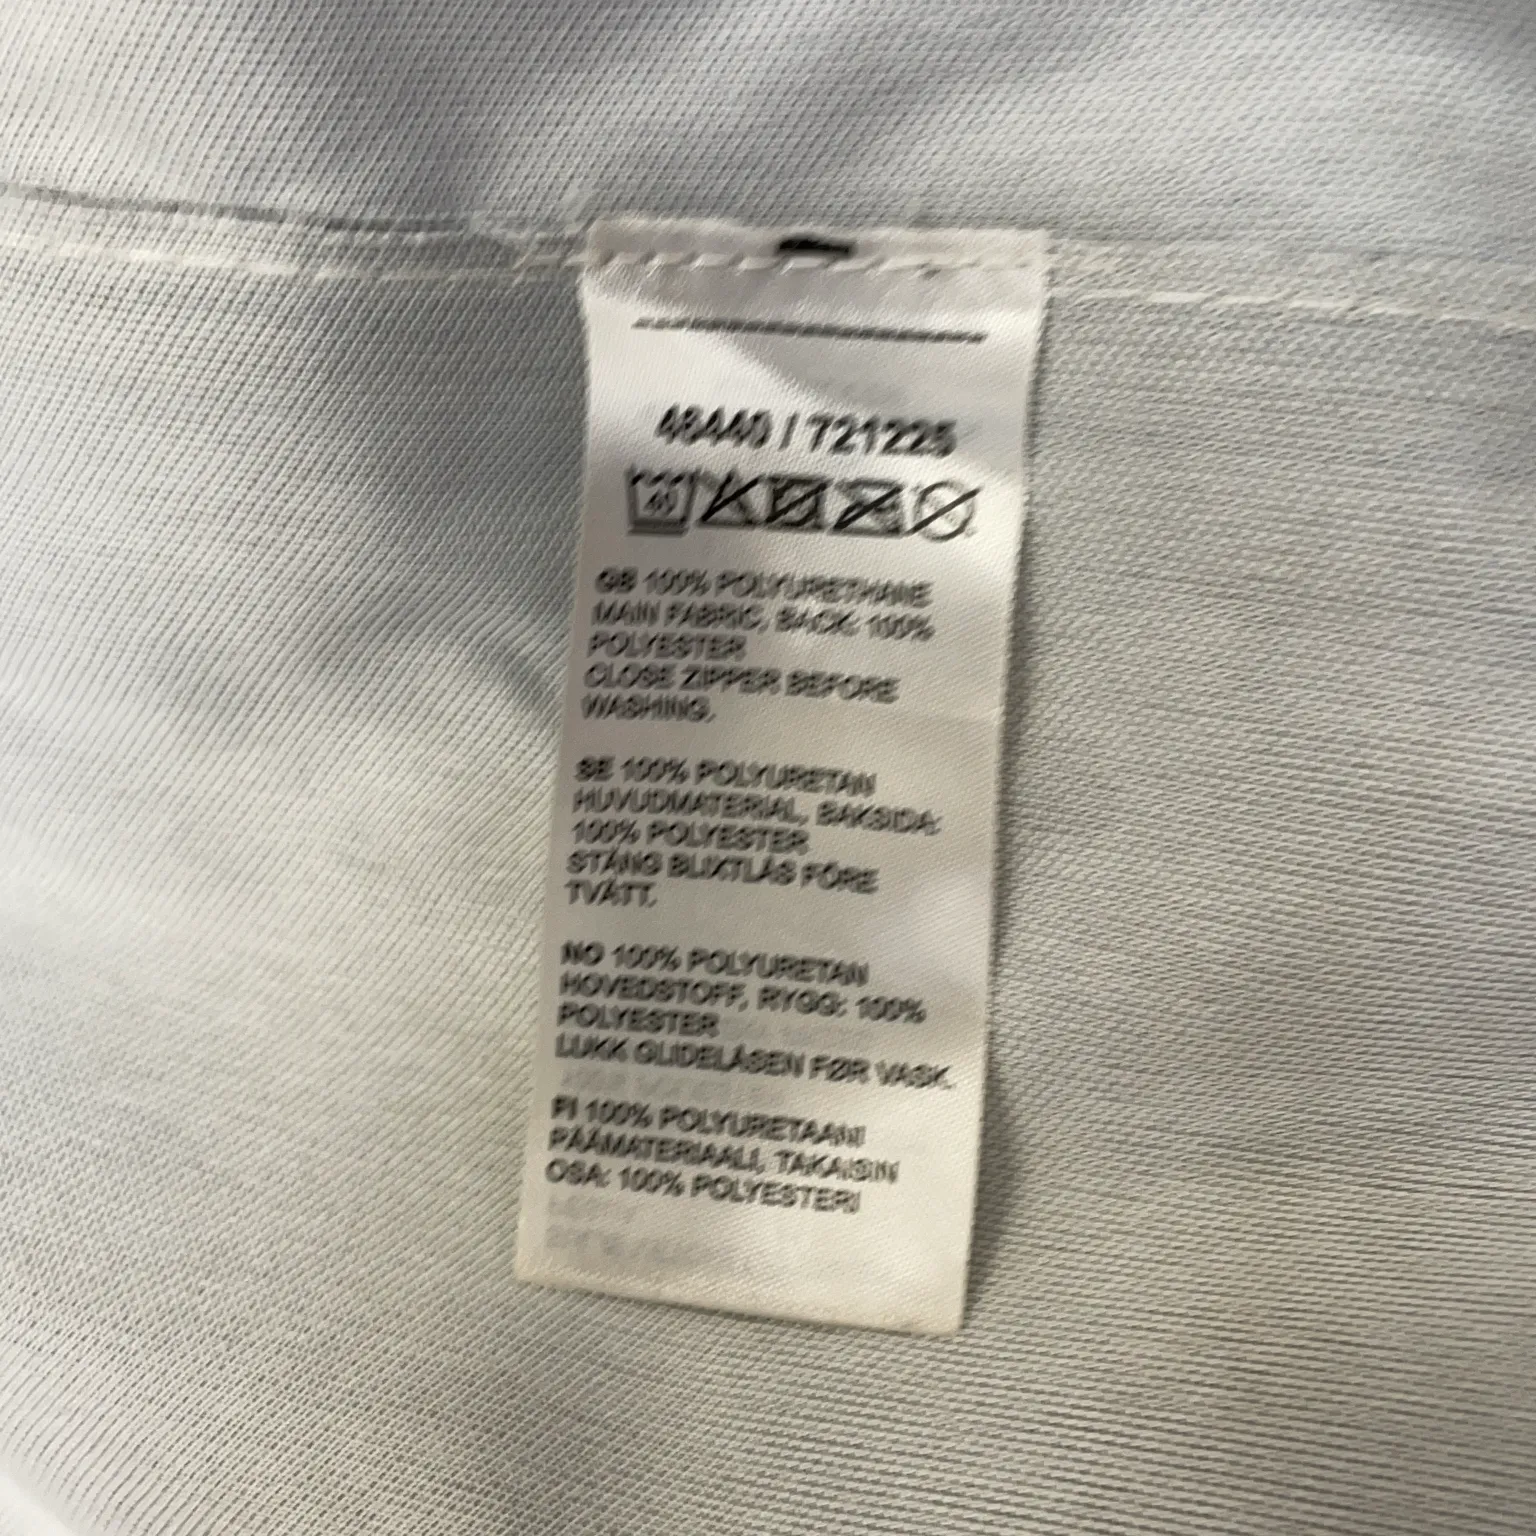 46440 / 721225
40
GB 100% POLYURETHANE
MAIN FABRIC, BACK: 100%
POLYESTER
CLOSE ZIPPER BEFORE
WASHING.
SE 100% POLYURETAN
HUVUDMATERIAL, BAKSIDA:
100% POLYESTER
STÄNG BLIXTLÅS FÖRE
TVÄTT.
NO 100% POLYURETAN
HOVEDSTOFF, RYGG: 100%
POLYESTER
LUKK GLIDELÅSEN FØR VASK.
FI 100% POLYURETAANI
PÄÄMATERIAALI, TAKAISIN
OSA: 100% POLYESTERI